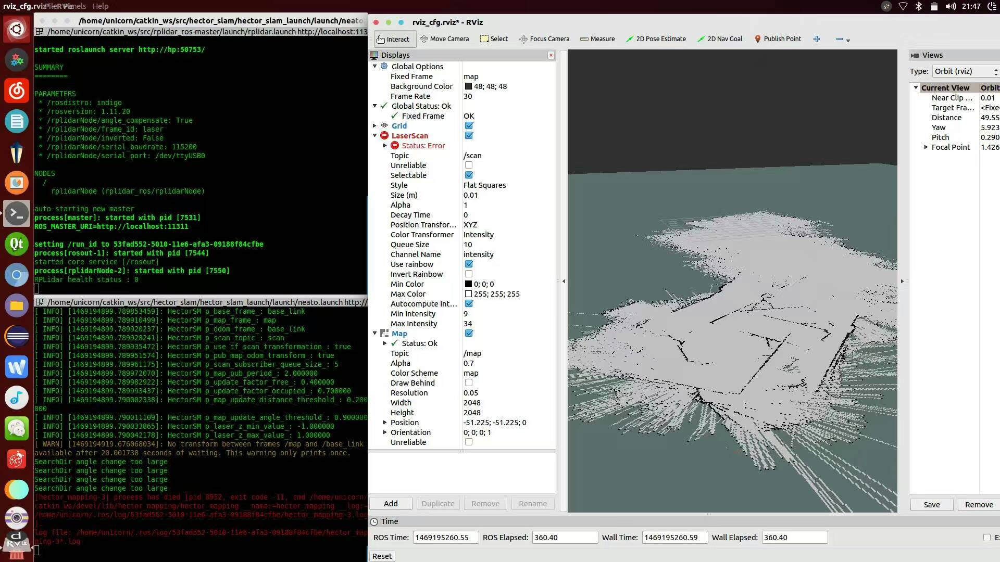 rviz_cfg.rviz* - RViz Panels Help
21:47
/home/unicorn/catkin_ws/src/hector_slam/hector_slam_launch/launch/neato
/home/unicorn/catkin_ws/src/rplidar_ros-master/launch/rplidar.launch http://localhost:113
started roslaunch server http://hp:50753/
SUMMARY
========
PARAMETERS
* /rosdistro: indigo
* /rosversion: 1.11.20
* /rplidarNode/angle_compensate: True
* /rplidarNode/frame_id: laser
* /rplidarNode/inverted: False
* /rplidarNode/serial_baudrate: 115200
* /rplidarNode/serial_port: /dev/ttyUSB0
NODES
/
rplidarNode (rplidar_ros/rplidarNode)
auto-starting new master
process[master]: started with pid [7531]
ROS_MASTER_URI=http://localhost:11311
setting /run_id to 53fad552-5010-11e6-afa3-09188f84cfbe
process[rosout-1]: started with pid [7544]
started core service [/rosout]
process[rplidarNode-2]: started with pid [7550]
RPLidar health status : 0
/home/unicorn/catkin_ws/src/hector_slam/hector_slam_launch/launch/neato.launch http://
[ INFO] [1469194899.789853459]: HectorSM p_base_frame_: base_link
[ INFO] [1469194899.789910499]: HectorSM p_map_frame_: map
[ INFO] [1469194899.789920237]: HectorSM p_odom_frame_: base_link
[ INFO] [1469194899.789928241]: HectorSM p_scan_topic_: scan
[ INFO] [1469194899.789935472]: HectorSM p_use_tf_scan_transformation_: true
[ INFO] [1469194899.789951574]: HectorSM p_pub_map_odom_transform_: true
[ INFO] [1469194899.789961175]: HectorSM p_scan_subscriber_queue_size_: 5
[ INFO] [1469194899.789972070]: HectorSM p_map_pub_period_: 2.000000
[ INFO] [1469194899.789982922]: HectorSM p_update_factor_free_: 0.400000
[ INFO] [1469194899.789993437]: HectorSM p_update_factor_occupied_: 0.700000
[ INFO] [1469194899.790002338]: HectorSM p_map_update_distance_threshold_: 0.200
000
[ INFO] [1469194899.790011109]: HectorSM p_map_update_angle_threshold_: 0.900000
[ INFO] [1469194899.790033865]: HectorSM p_laser_z_min_value_: -1.000000
[ INFO] [1469194899.790042178]: HectorSM p_laser_z_max_value_: 1.000000
[ WARN] [1469194919.676068034]: No transform between frames /map and /base_link
available after 20.001738 seconds of waiting. This warning only prints once.
SearchDir angle change too large
SearchDir angle change too large
SearchDir angle change too large
SearchDir angle change too large
[hector_mapping-3] process has died [pid 8952, exit code -11, cmd /home/unicorn/
catkin_ws/devel/lib/hector_mapping/hector_mapping __name:=hector_mapping __log:=
/home/unicorn/.ros/log/53fad552-5010-11e6-afa3-09188f84cfbe/hector_mapping-3.log
].
log file: /home/unicorn/.ros/log/53fad552-5010-11e6-afa3-09188f84cfbe/hector_map
ping-3*.log
Qt
W
d
RViz
rviz_cfg.rviz* - RViz
Interact Move Camera Select Focus Camera Measure 2D Pose Estimate 2D Nav Goal Publish Point
Displays
Global Options
Fixed Frame map
Background Color 48; 48; 48
Frame Rate 30
Global Status: Ok
Fixed Frame OK
Grid
LaserScan
Status: Error
Topic /scan
Unreliable
Selectable
Style Flat Squares
Size (m) 0.01
Alpha 1
Decay Time 0
Position Transfor... XYZ
Color Transformer Intensity
Queue Size 10
Channel Name intensity
Use rainbow
Invert Rainbow
Min Color 0; 0; 0
Max Color 255; 255; 255
Autocompute Int...
Min Intensity 9
Max Intensity 34
Map
Status: Ok
Topic /map
Alpha 0.7
Color Scheme map
Draw Behind
Resolution 0.05
Width 2048
Height 2048
Position -51.225; -51.225; 0
Orientation 0; 0; 0; 1
Unreliable
Add Duplicate Remove Rename
Views
Type: Orbit (rviz)
Current View Orbit
Near Clip ... 0.01
Target Fra... <Fixe
Distance 49.55
Yaw 5.923
Pitch 0.290
Focal Point 1.426
Save Remove
Time
ROS Time: 1469195260.55 ROS Elapsed: 360.40 Wall Time: 1469195260.59 Wall Elapsed: 360.40 Ex
Reset